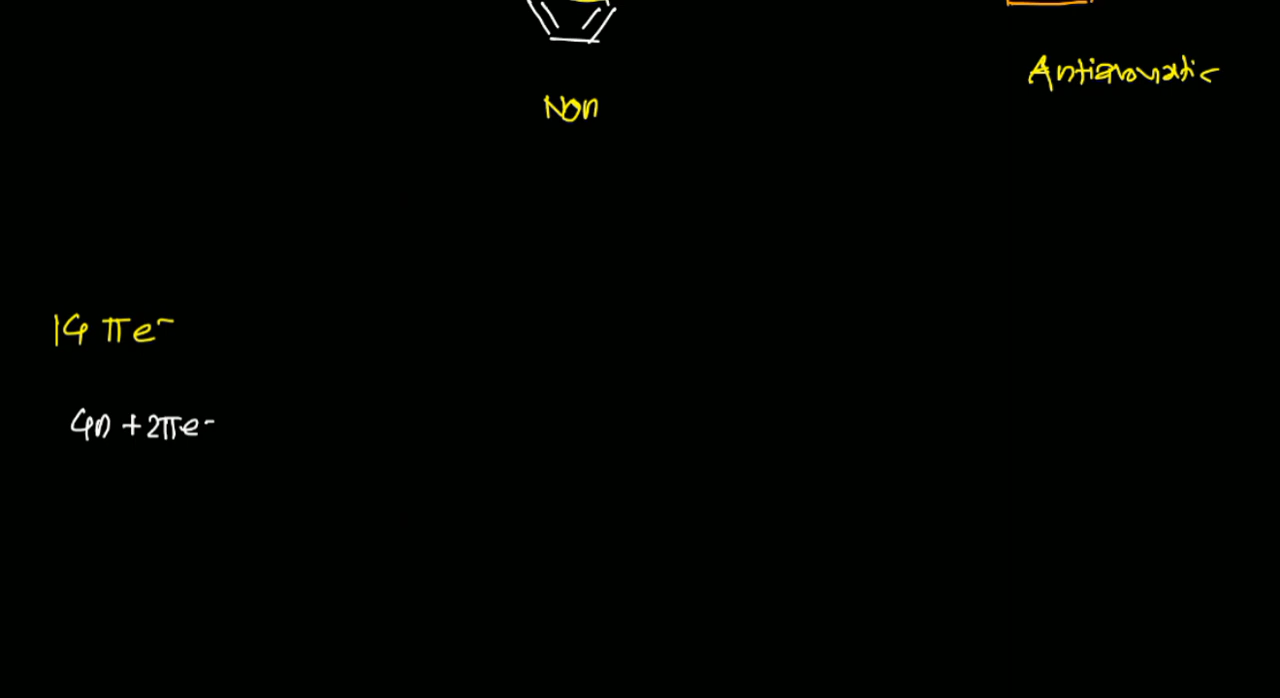 Antiaromatic
Non
14 πe⁻
4n + 2πe⁻